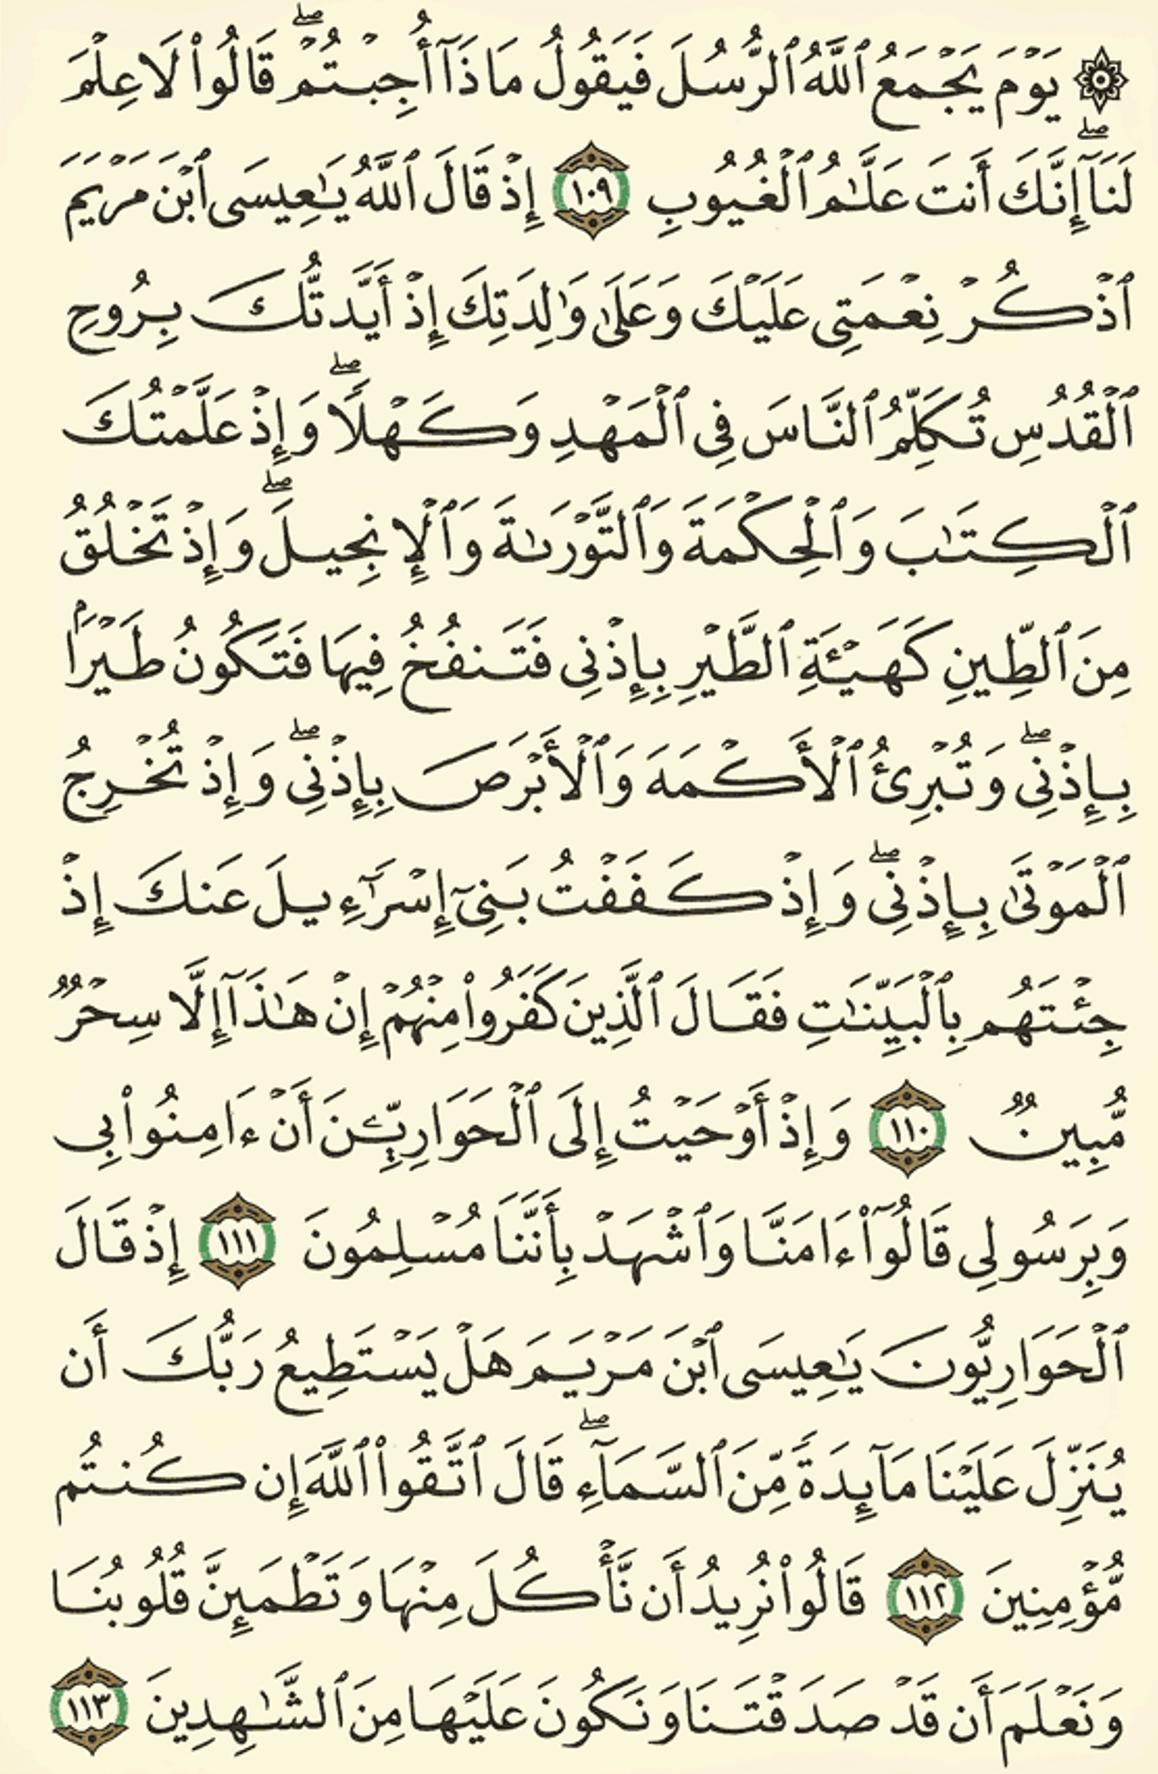 ۞ يَوْمَ يَجْمَعُ ٱللَّهُ ٱلرُّسُلَ فَيَقُولُ مَاذَآ أُجِبْتُمْ ۖ قَالُوا۟ لَا عِلْمَ
لَنَآ ۖ إِنَّكَ أَنتَ عَلَّـٰمُ ٱلْغُيُوبِ ١٠٩ إِذْ قَالَ ٱللَّهُ يَـٰعِيسَى ٱبْنَ مَرْيَمَ
ٱذْكُرْ نِعْمَتِى عَلَيْكَ وَعَلَىٰ وَٰلِدَتِكَ إِذْ أَيَّدتُّكَ بِرُوحِ
ٱلْقُدُسِ تُكَلِّمُ ٱلنَّاسَ فِى ٱلْمَهْدِ وَكَهْلًا ۖ وَإِذْ عَلَّمْتُكَ
ٱلْكِتَـٰبَ وَٱلْحِكْمَةَ وَٱلتَّوْرَىٰةَ وَٱلْإِنجِيلَ ۖ وَإِذْ تَخْلُقُ
مِنَ ٱلطِّينِ كَهَيْـَٔةِ ٱلطَّيْرِ بِإِذْنِى فَتَنفُخُ فِيهَا فَتَكُونُ طَيْرًۢا
بِإِذْنِى ۖ وَتُبْرِئُ ٱلْأَكْمَهَ وَٱلْأَبْرَصَ بِإِذْنِى ۖ وَإِذْ تُخْرِجُ
ٱلْمَوْتَىٰ بِإِذْنِى ۖ وَإِذْ كَفَفْتُ بَنِىٓ إِسْرَٰٓءِيلَ عَنكَ إِذْ
جِئْتَهُم بِٱلْبَيِّنَـٰتِ فَقَالَ ٱلَّذِينَ كَفَرُوا۟ مِنْهُمْ إِنْ هَـٰذَآ إِلَّا سِحْرٌ
مُّبِينٌ ١١٠ وَإِذْ أَوْحَيْتُ إِلَى ٱلْحَوَارِيِّـۧنَ أَنْ ءَامِنُوا۟ بِى
وَبِرَسُولِى قَالُوٓا۟ ءَامَنَّا وَٱشْهَدْ بِأَنَّنَا مُسْلِمُونَ ١١١ إِذْ قَالَ
ٱلْحَوَارِيُّونَ يَـٰعِيسَى ٱبْنَ مَرْيَمَ هَلْ يَسْتَطِيعُ رَبُّكَ أَن
يُنَزِّلَ عَلَيْنَا مَآئِدَةً مِّنَ ٱلسَّمَآءِ ۖ قَالَ ٱتَّقُوا۟ ٱللَّهَ إِن كُنتُم
مُّؤْمِنِينَ ١١٢ قَالُوا۟ نُرِيدُ أَن نَّأْكُلَ مِنْهَا وَتَطْمَئِنَّ قُلُوبُنَا
وَنَعْلَمَ أَن قَدْ صَدَقْتَنَا وَنَكُونَ عَلَيْهَا مِنَ ٱلشَّـٰهِدِينَ ١١٣